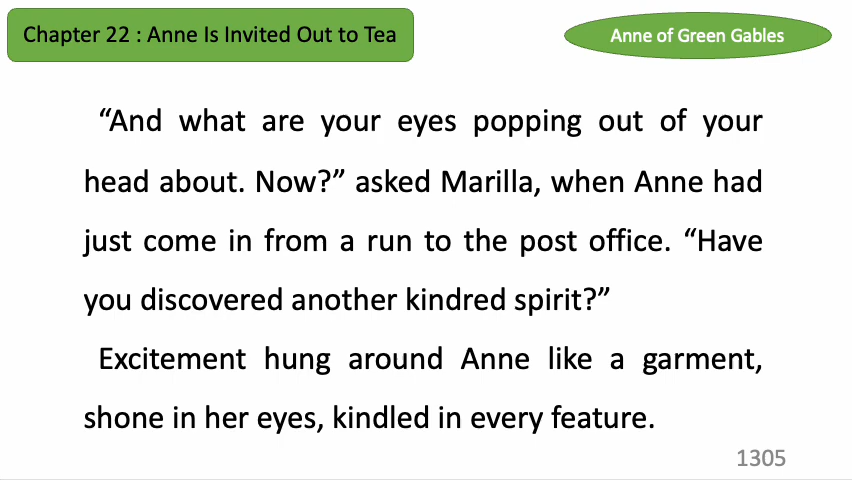 Chapter 22 : Anne Is Invited Out to Tea
Anne of Green Gables
“And what are your eyes popping out of your
head about. Now?” asked Marilla, when Anne had
just come in from a run to the post office. “Have
you discovered another kindred spirit?”
Excitement hung around Anne like a garment,
shone in her eyes, kindled in every feature.
1305